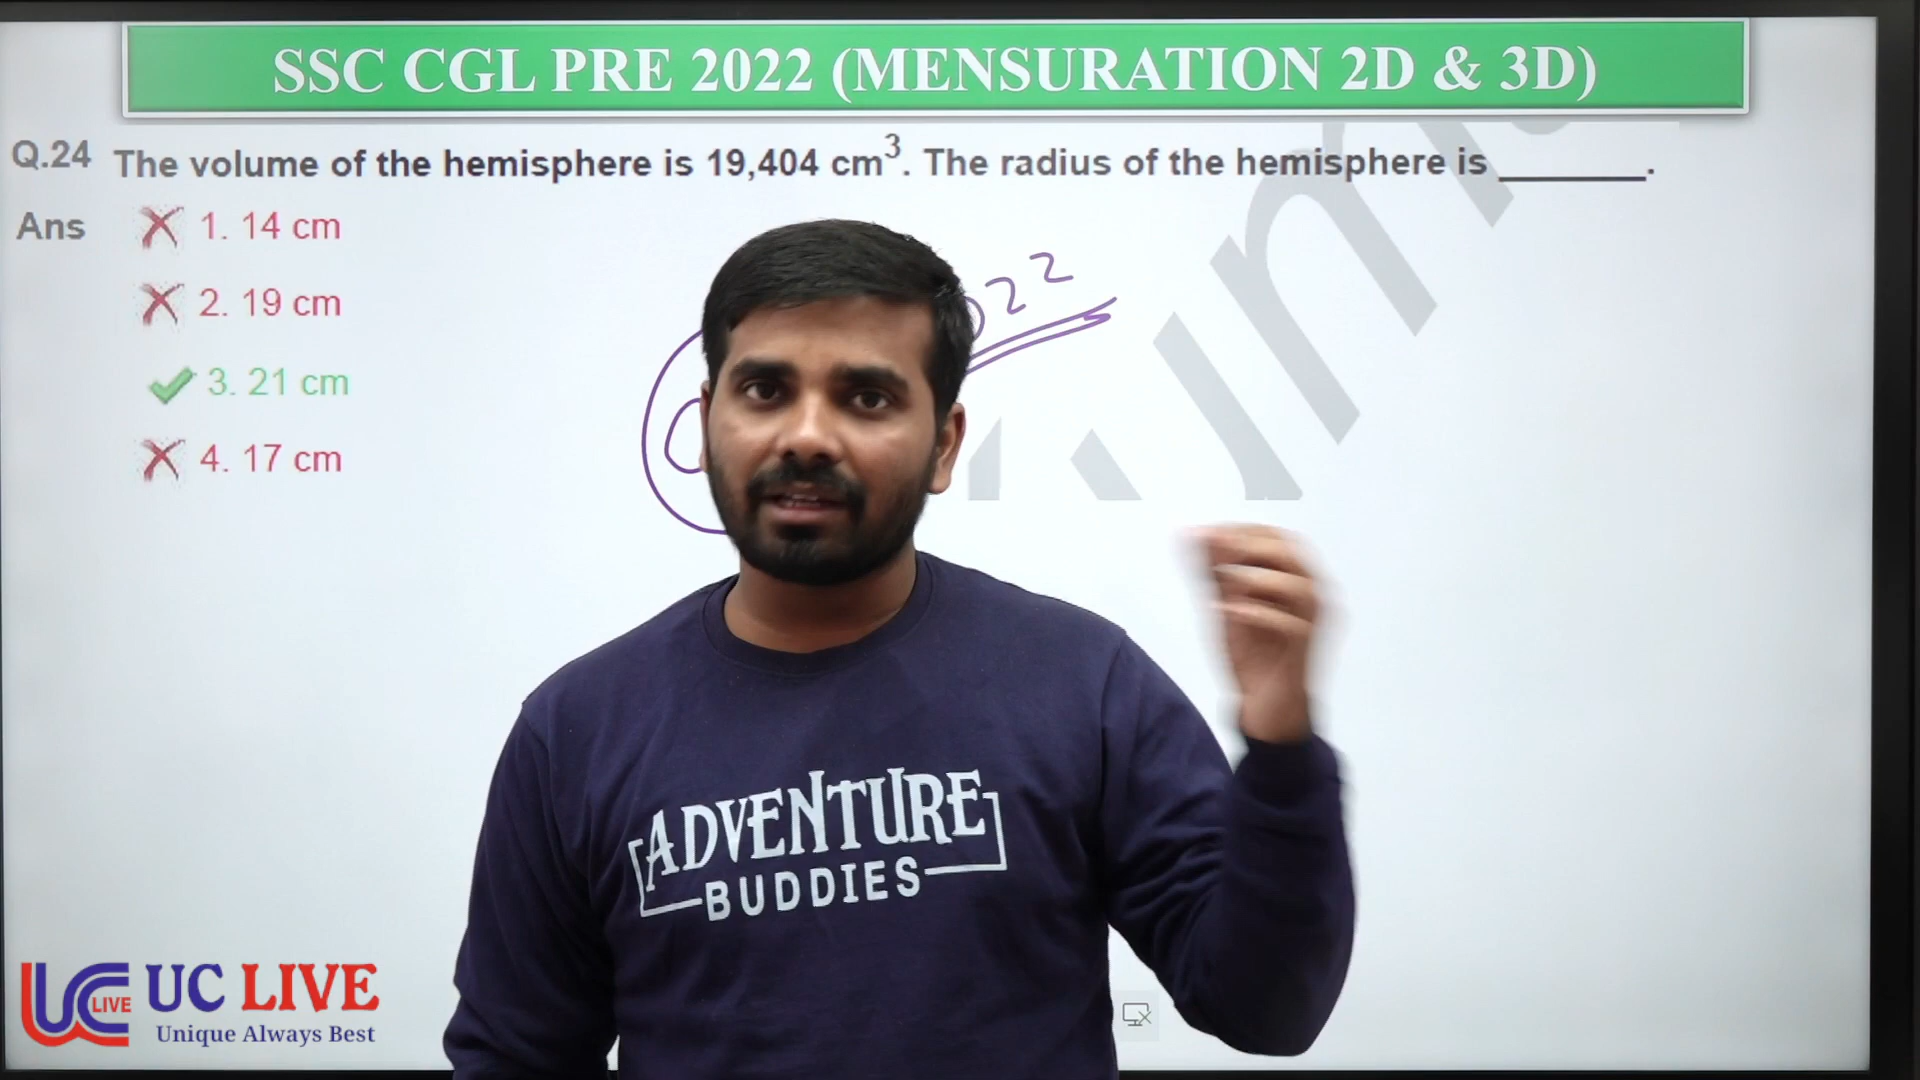 SSC CGL PRE 2022 (MENSURATION 2D & 3D)
Q.24 The volume of the hemisphere is 19,404 cm³. The radius of the hemisphere is ________.
Ans 1. 14 cm
2. 19 cm
3. 21 cm
4. 17 cm
22
ADVENTURE
BUDDIES
LIVE UC LIVE
Unique Always Best